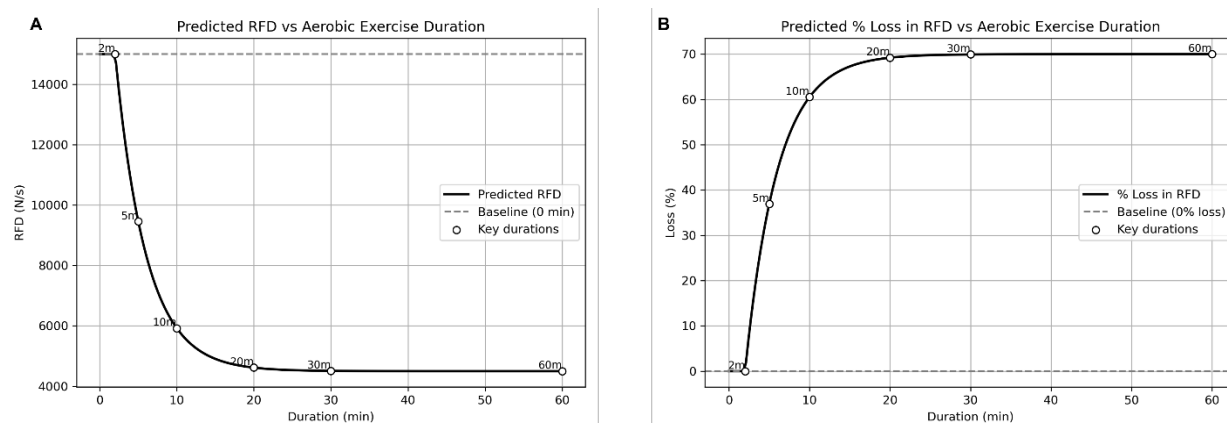 A
Predicted RFD vs Aerobic Exercise Duration
2m
14000
12000
10000
8000
6000
4000
RFD (N/s)
5m
10m
20m
30m
60m
Predicted RFD
Baseline (0 min)
Key durations
0
10
20
30
40
50
60
Duration (min)
B
Predicted % Loss in RFD vs Aerobic Exercise Duration
70
60
50
40
30
20
10
0
Loss (%)
2m
5m
10m
20m
30m
60m
% Loss in RFD
Baseline (0% loss)
Key durations
0
10
20
30
40
50
60
Duration (min)